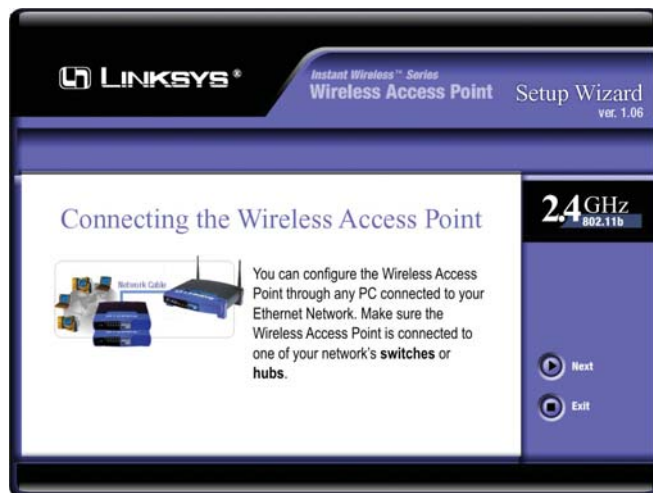 LINKSYS®
Instant Wireless™ Series
Wireless Access Point
Setup Wizard
ver. 1.06
Connecting the Wireless Access Point
2.4GHz
802.11b
Network Cable
You can configure the Wireless Access
Point through any PC connected to your
Ethernet Network. Make sure the
Wireless Access Point is connected to
one of your network's switches or
hubs.
Next
Exit